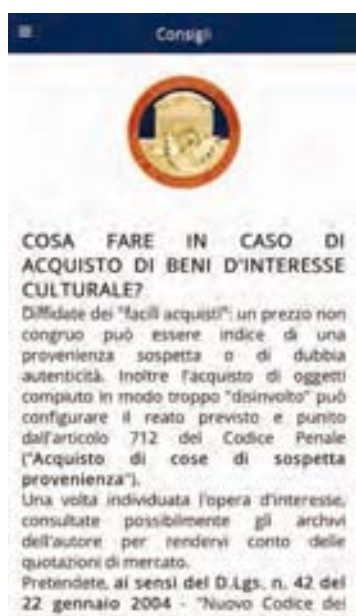 Consigli
COSA FARE IN CASO DI
ACQUISTO DI BENI D'INTERESSE
CULTURALE?
Diffidate dei "facili acquisti": un prezzo non
congruo può essere indice di una
provenienza sospetta o di dubbia
autenticità. Inoltre l'acquisto di oggetti
compiuto in modo troppo "disinvolto" può
configurare il reato previsto e punito
dall'articolo 712 del Codice Penale
("Acquisto di cose di sospetta
provenienza").
Una volta individuata l'opera d'interesse,
consultate possibilmente gli archivi
dell'autore per rendervi conto delle
quotazioni di mercato.
Pretendete, ai sensi del D.Lgs. n. 42 del
22 gennaio 2004 - "Nuovo Codice dei